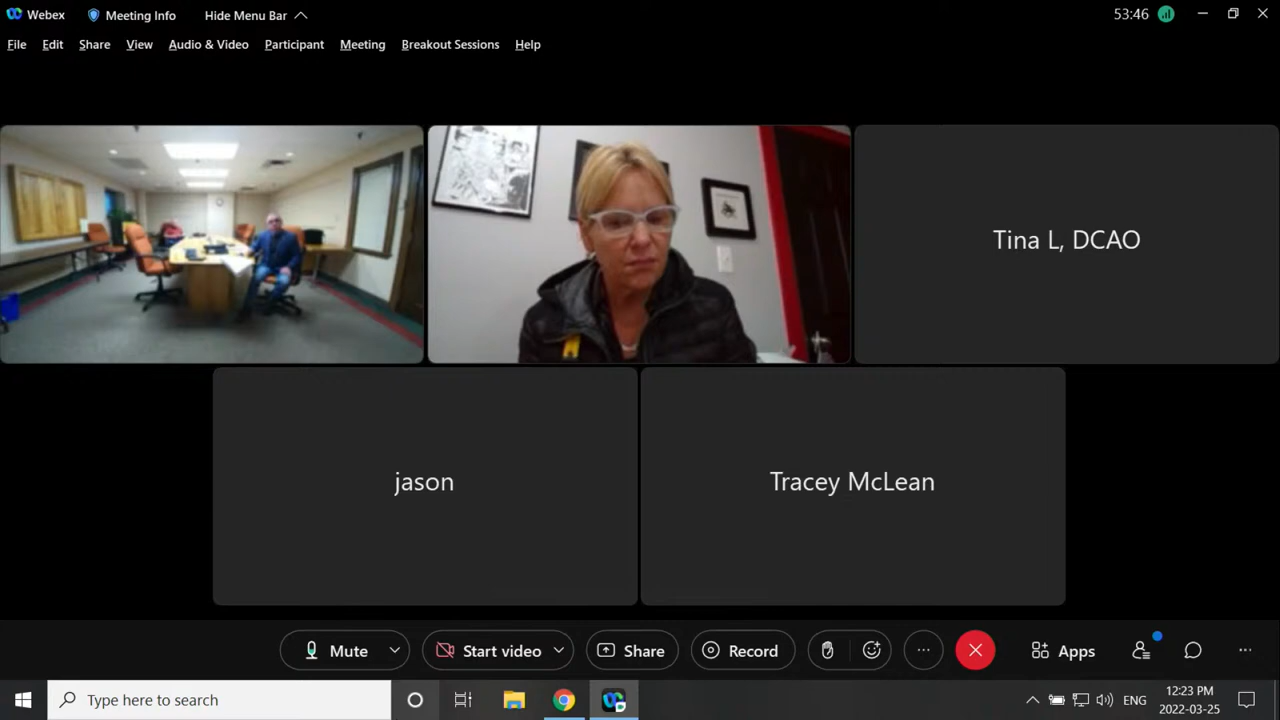 Webex Meeting Info Hide Menu Bar 53:46
File Edit Share View Audio & Video Participant Meeting Breakout Sessions Help
Tina L, DCAO
jason
Tracey McLean
Mute Start video Share Record Apps
Type here to search ENG 12:23 PM
2022-03-25